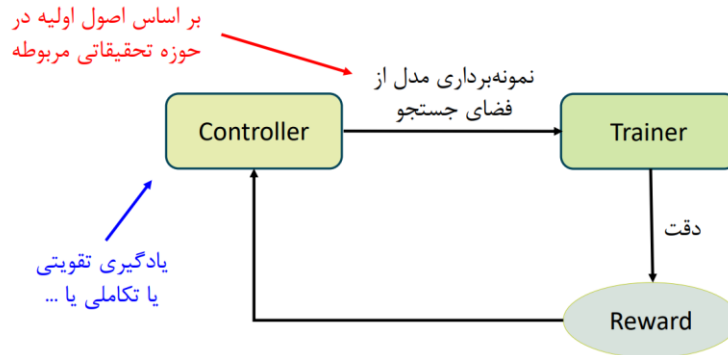 بر اساس اصول اولیه در
حوزه تحقیقاتی مربوطه
نمونه‌برداری مدل از
فضای جستجو
Controller
Trainer
دقت
یادگیری تقویتی
یا تکاملی یا ...
Reward